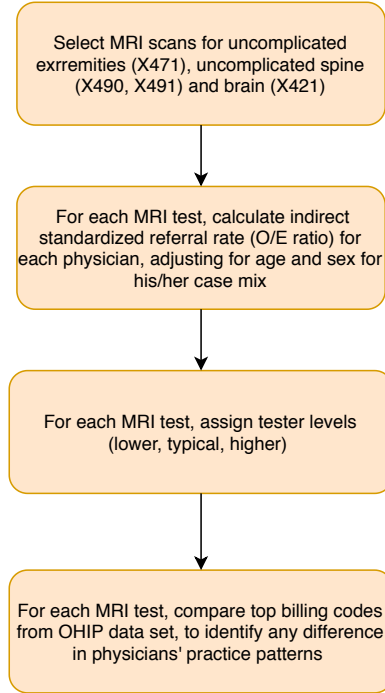 Select MRI scans for uncomplicated
exrremities (X471), uncomplicated spine
(X490, X491) and brain (X421)
For each MRI test, calculate indirect
standardized referral rate (O/E ratio) for
each physician, adjusting for age and sex for
his/her case mix
For each MRI test, assign tester levels
(lower, typical, higher)
For each MRI test, compare top billing codes
from OHIP data set, to identify any difference
in physicians' practice patterns